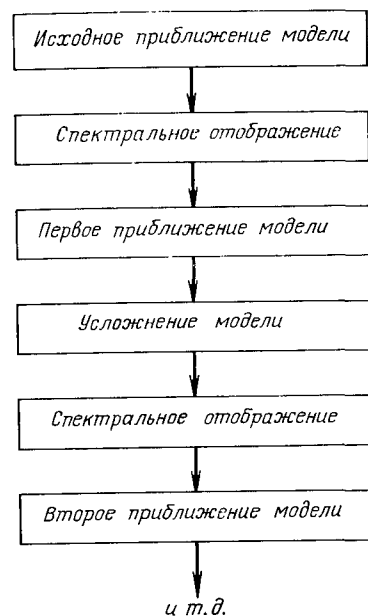 Исходное приближение модели
Спектральное отображение
Первое приближение модели
Усложнение модели
Спектральное отображение
Второе приближение модели
и т.д.